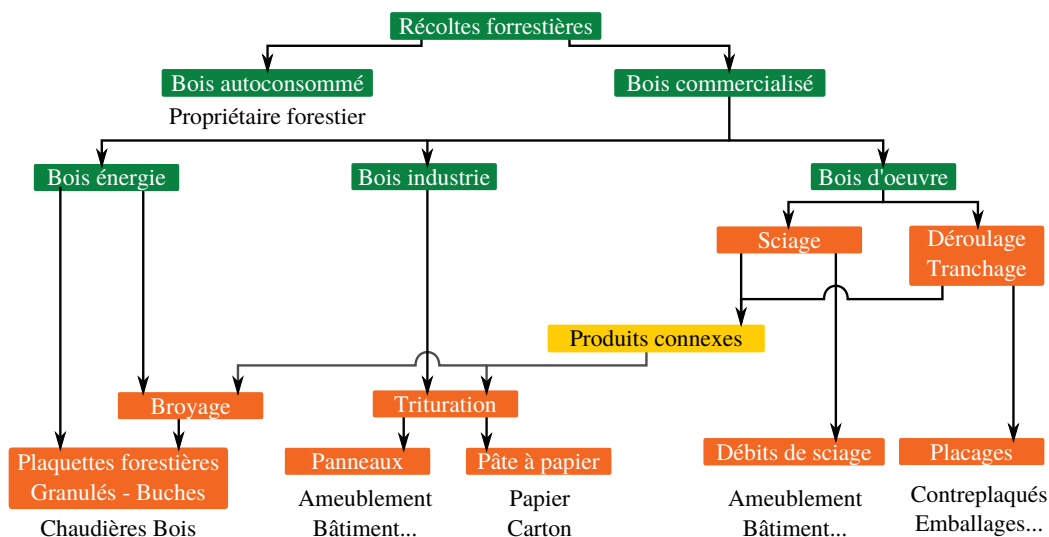 Récoltes forrestières
Bois autoconsommé
Bois commercialisé
Propriétaire forestier
Bois énergie
Bois industrie
Bois d'oeuvre
Sciage
Déroulage
Tranchage
Produits connexes
Broyage
Trituration
Plaquettes forestières
Granulés - Buches
Panneaux
Pâte à papier
Débits de sciage
Placages
Chaudières Bois
Ameublement
Bâtiment...
Papier
Carton
Ameublement
Bâtiment...
Contreplaqués
Emballages...